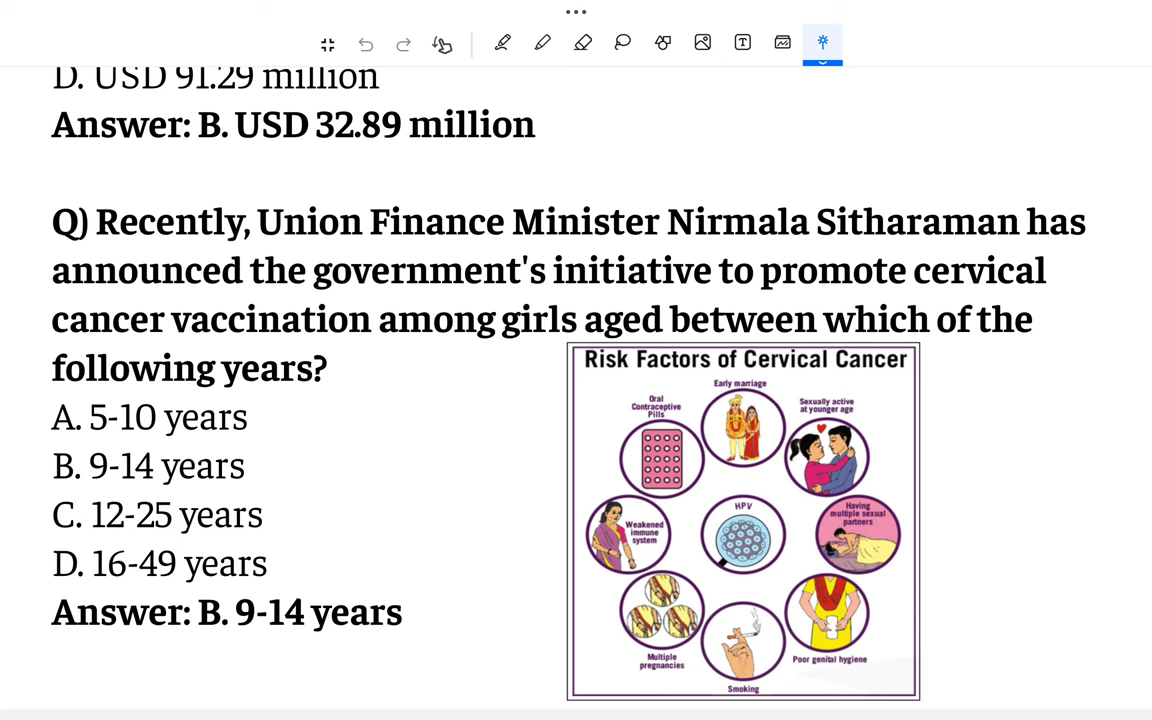 D. USD 91.29 million
Answer: B. USD 32.89 million
Q) Recently, Union Finance Minister Nirmala Sitharaman has
announced the government's initiative to promote cervical
cancer vaccination among girls aged between which of the
following years?
A. 5-10 years
B. 9-14 years
C. 12-25 years
D. 16-49 years
Answer: B. 9-14 years
Risk Factors of Cervical Cancer
Early marriage
Oral
Contraceptive
Pills
Sexually active
at younger age
Weakened
immune
system
HPV
Having
multiple sexual
partners
Multiple
pregnancies
Smoking
Poor genital hygiene